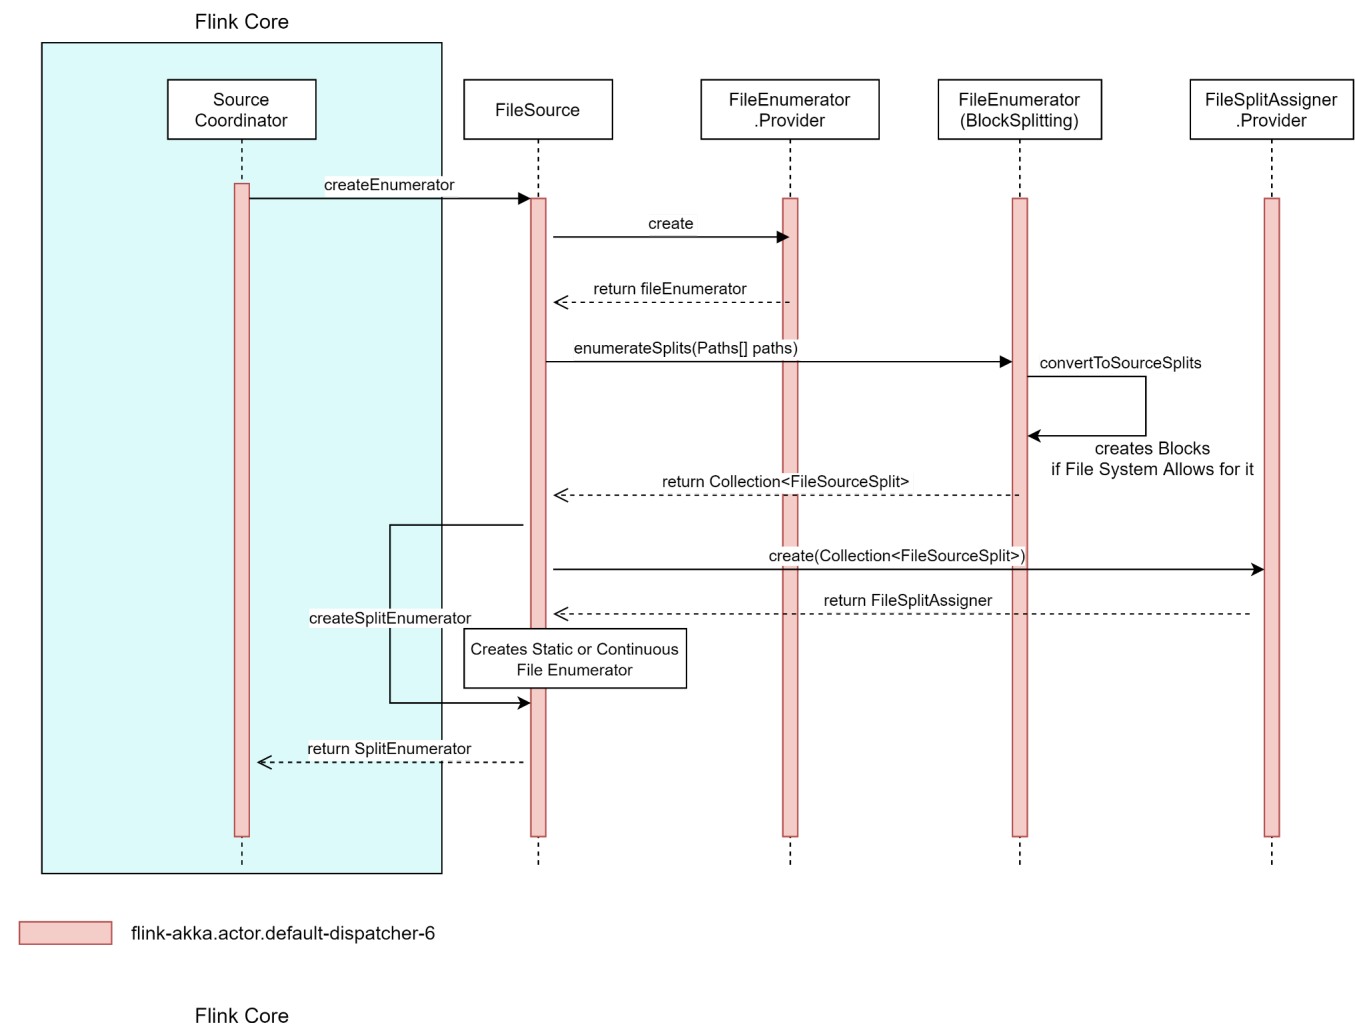 Flink Core
Source
Coordinator
FileSource
FileEnumerator
.Provider
FileEnumerator
(BlockSplitting)
FileSplitAssigner
.Provider
createEnumerator
create
return fileEnumerator
enumerateSplits(Paths[] paths)
convertToSourceSplits
creates Blocks
if File System Allows for it
return Collection<FileSourceSplit>
create(Collection<FileSourceSplit>)
return FileSplitAssigner
createSplitEnumerator
Creates Static or Continuous
File Enumerator
return SplitEnumerator
flink-akka.actor.default-dispatcher-6
Flink Core